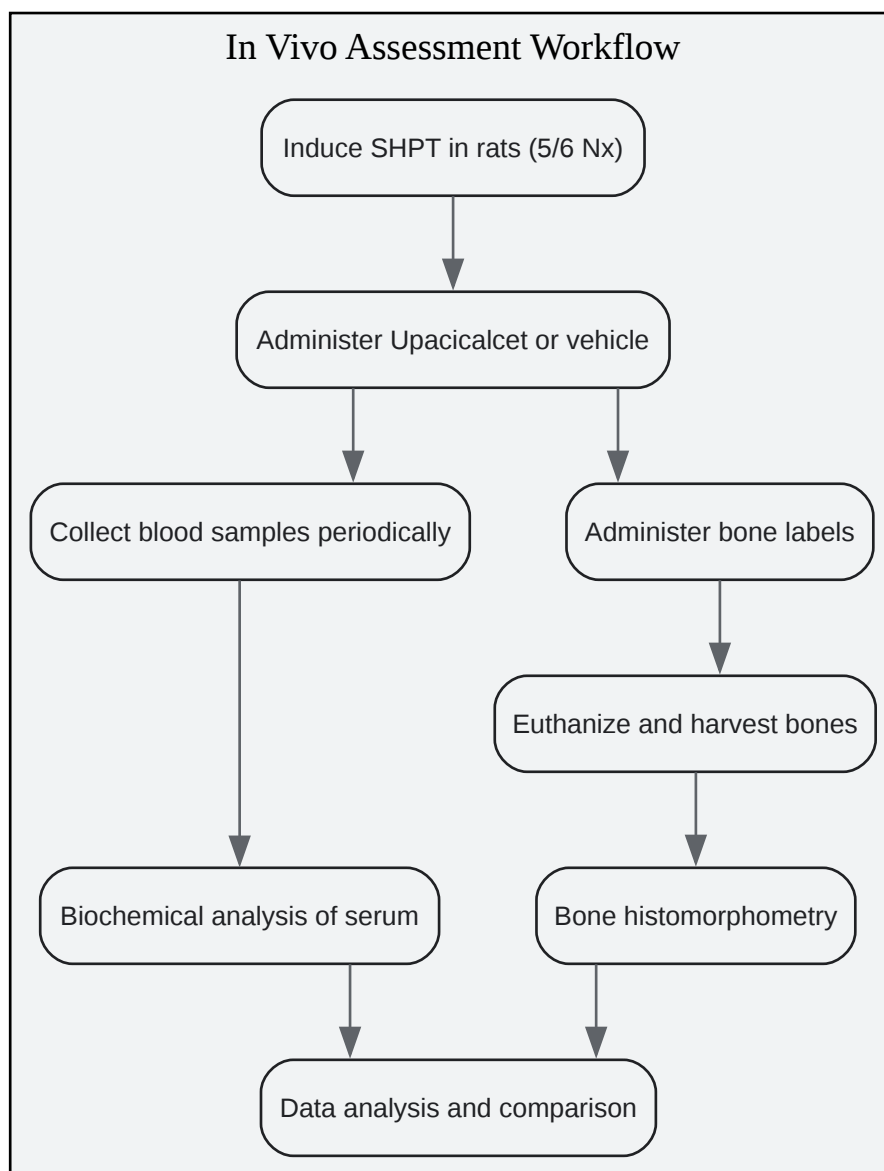 In Vivo Assessment Workflow
Induce SHPT in rats (5/6 Nx)
Administer Upacicalcet or vehicle
Collect blood samples periodically
Administer bone labels
Euthanize and harvest bones
Biochemical analysis of serum
Bone histomorphometry
Data analysis and comparison